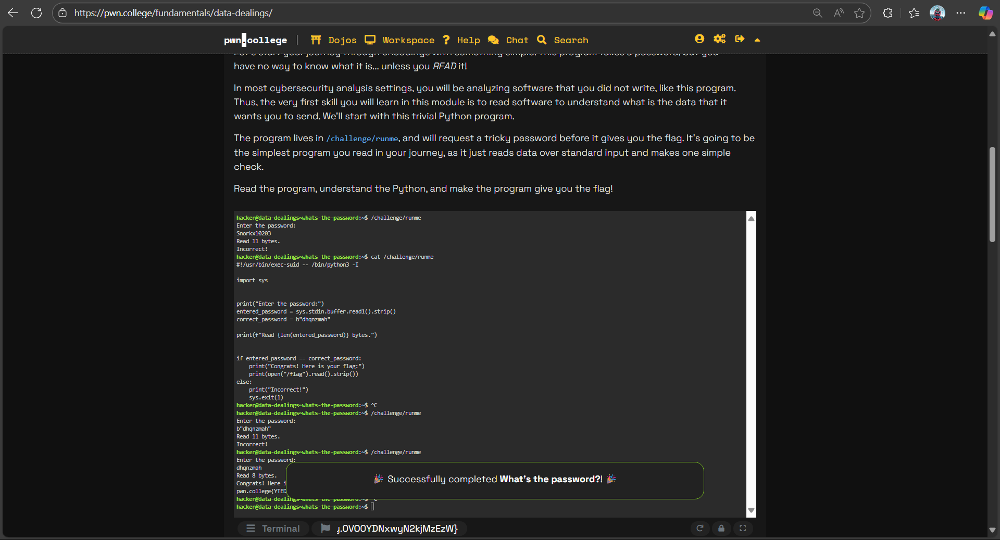 https://pwn.college/fundamentals/data-dealings/
pwn.college | Dojos Workspace ? Help Chat Search
have no way to know what it is... unless you READ it!
In most cybersecurity analysis settings, you will be analyzing software that you did not write, like this program.
Thus, the very first skill you will learn in this module is to read software to understand what is the data that it
wants you to send. We'll start with this trivial Python program.
The program lives in /challenge/runme, and will request a tricky password before it gives you the flag. It's going to be
the simplest program you read in your journey, as it just reads data over standard input and makes one simple
check.
Read the program, understand the Python, and make the program give you the flag!
hacker@data-dealings~whats-the-password:~$ /challenge/runme
Enter the password:
Snorkxl0203
Read 11 bytes.
Incorrect!
hacker@data-dealings~whats-the-password:~$ cat /challenge/runme
#!/usr/bin/exec-suid -- /bin/python3 -I
import sys
print("Enter the password:")
entered_password = sys.stdin.buffer.read1().strip()
correct_password = b"dhqnzmah"
print(f"Read {len(entered_password)} bytes.")
if entered_password == correct_password:
    print("Congrats! Here is your flag:")
    print(open("/flag").read().strip())
else:
    print("Incorrect!")
    sys.exit(1)
hacker@data-dealings~whats-the-password:~$ ^C
hacker@data-dealings~whats-the-password:~$ /challenge/runme
Enter the password:
b"dhqnzmah"
Read 11 bytes.
Incorrect!
hacker@data-dealings~whats-the-password:~$ /challenge/runme
Enter the password:
dhqnzmah
Read 8 bytes.
Congrats! Here i
pwn.college{YTED
🎉 Successfully completed What's the password?! 🎉
hacker@data-dealings~whats-the-password:~$
Terminal
y.0VO0YDNxwyN2kjMzEzW}